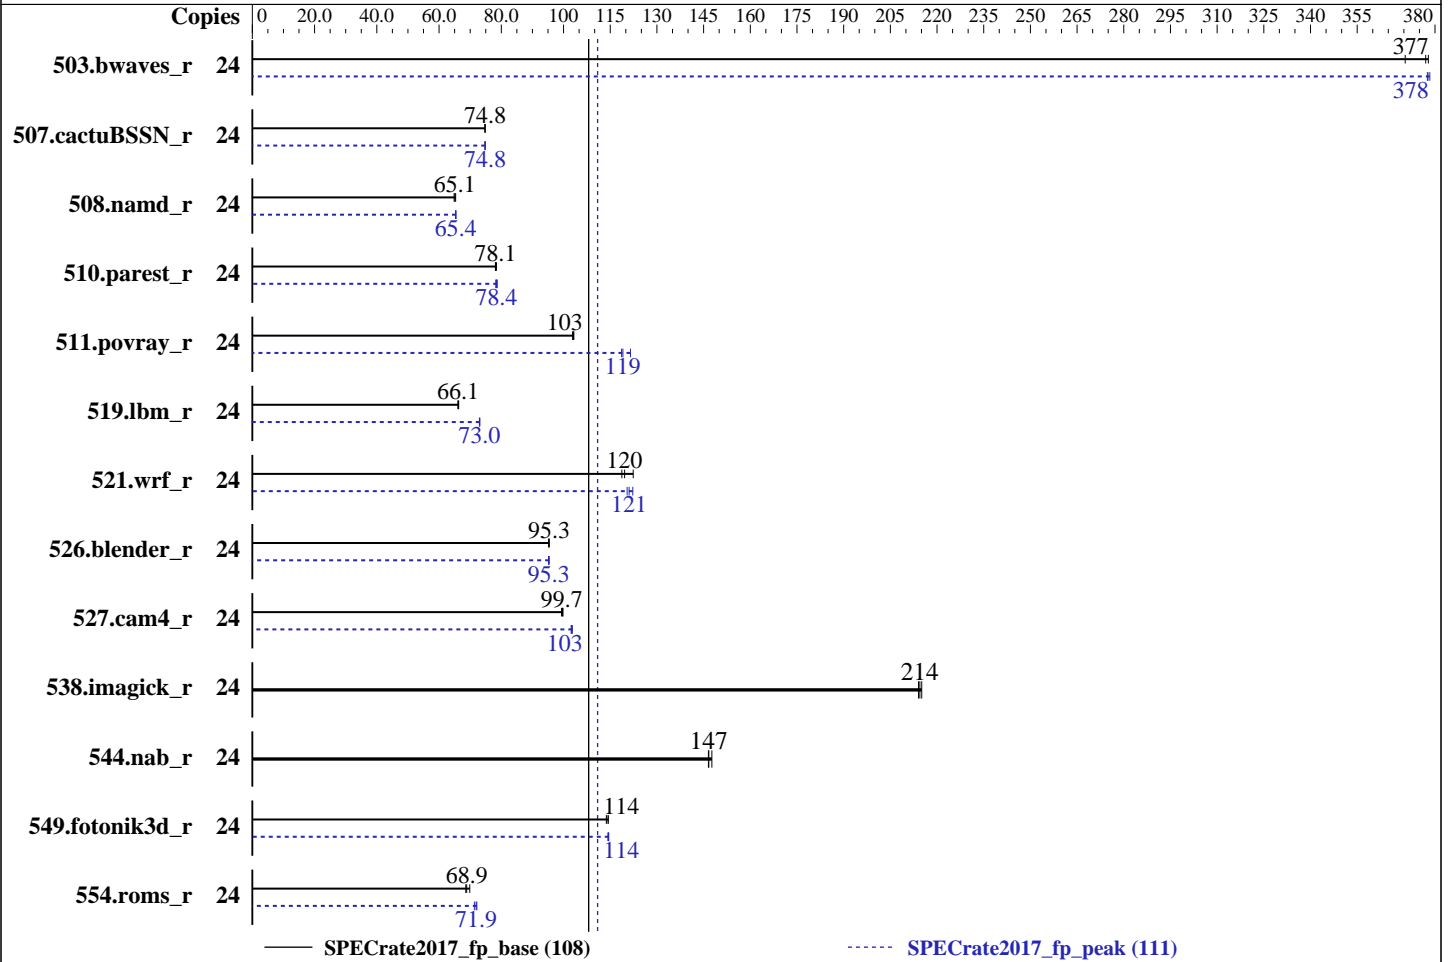 Copies 0 20.0 40.0 60.0 80.0 100 115 130 145 160 175 190 205 220 235 250 265 280 295 310 325 340 355 380
503.bwaves_r 24 377
378
507.cactuBSSN_r 24 74.8
74.8
508.namd_r 24 65.1
65.4
510.parest_r 24 78.1
78.4
511.povray_r 24 103
119
519.lbm_r 24 66.1
73.0
521.wrf_r 24 120
121
526.blender_r 24 95.3
95.3
527.cam4_r 24 99.7
103
538.imagick_r 24 214
544.nab_r 24 147
549.fotonik3d_r 24 114
114
554.roms_r 24 68.9
71.9
SPECrate2017_fp_base (108) SPECrate2017_fp_peak (111)